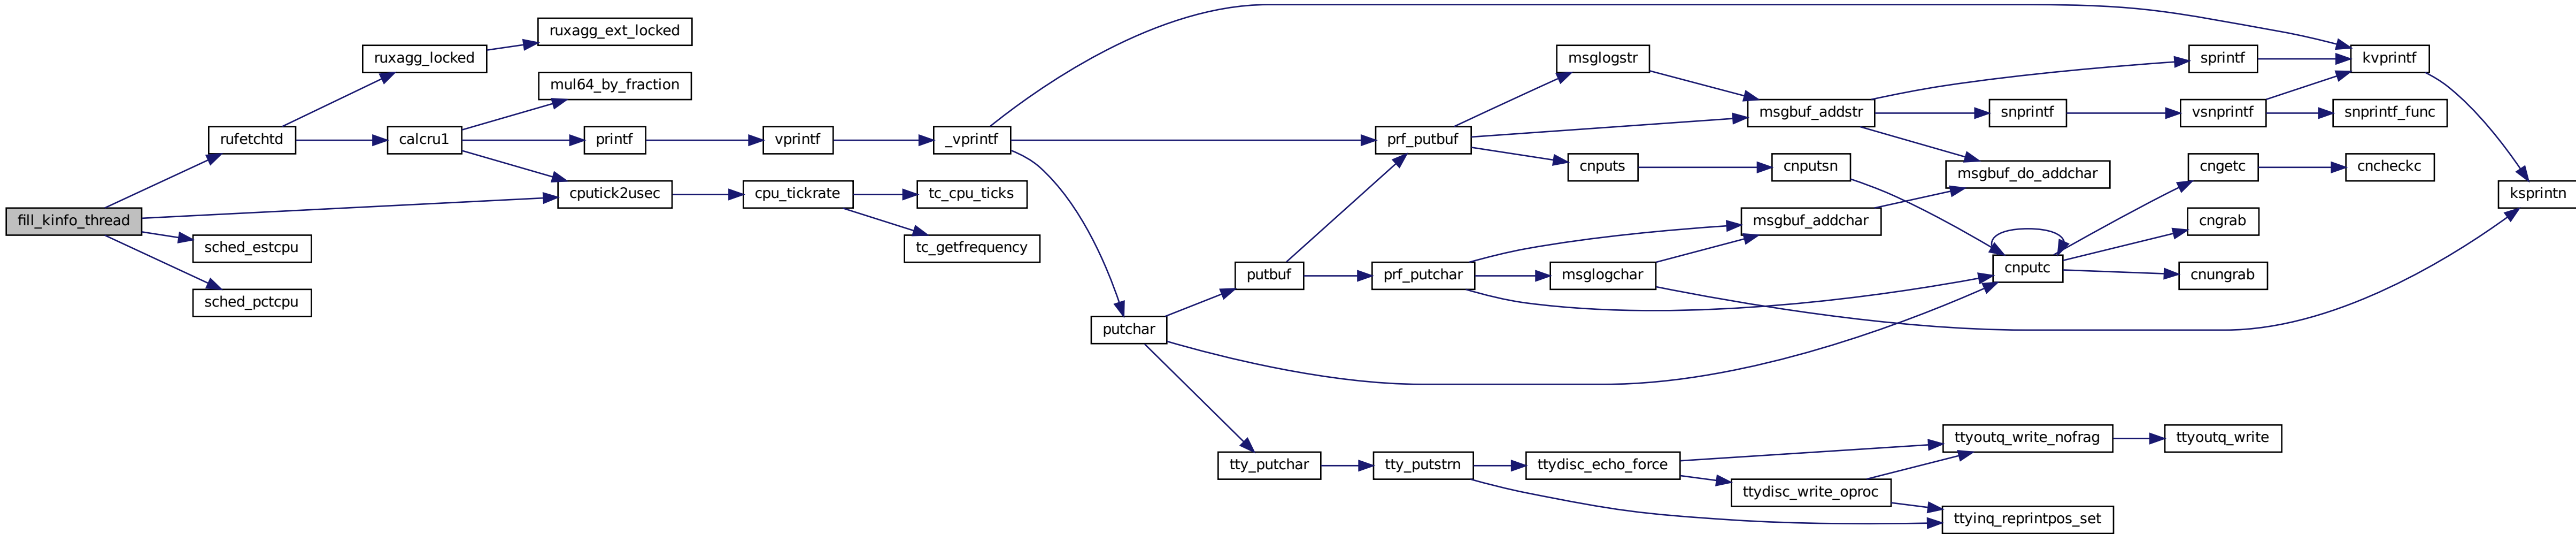 fill_kinfo_thread
rufetchtd
sched_estcpu
sched_pctcpu
ruxagg_locked
calcru1
ruxagg_ext_locked
mul64_by_fraction
printf
cputick2usec
vprintf
cpu_tickrate
_vprintf
tc_cpu_ticks
tc_getfrequency
putchar
putbuf
tty_putchar
prf_putbuf
prf_putchar
tty_putstrn
msglogstr
cnputs
msglogchar
ttydisc_echo_force
msgbuf_addstr
cnputsn
msgbuf_addchar
ttydisc_write_oproc
snprintf
msgbuf_do_addchar
cnputc
ttyoutq_write_nofrag
ttyinq_reprintpos_set
sprintf
vsnprintf
cngetc
cngrab
cnungrab
ttyoutq_write
kvprintf
snprintf_func
cncheckc
ksprintn